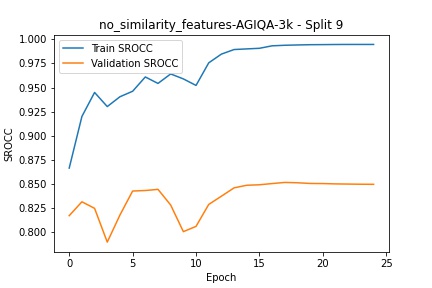 no_similarity_features-AGIQA-3k - Split 9
1.000
0.975
0.950
0.925
0.900
0.875
0.850
0.825
0.800
SROCC
Train SROCC
Validation SROCC
0 5 10 15 20 25
Epoch